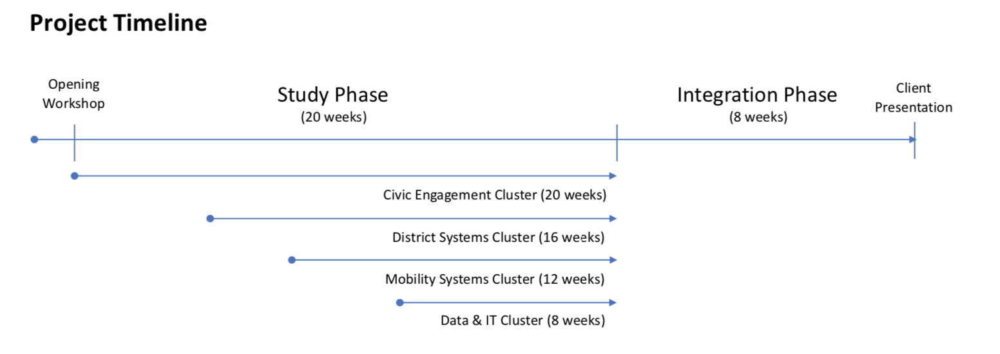 Project Timeline
Opening
Workshop
Study Phase
(20 weeks)
Integration Phase
(8 weeks)
Client
Presentation
Civic Engagement Cluster (20 weeks)
District Systems Cluster (16 weeks)
Mobility Systems Cluster (12 weeks)
Data & IT Cluster (8 weeks)